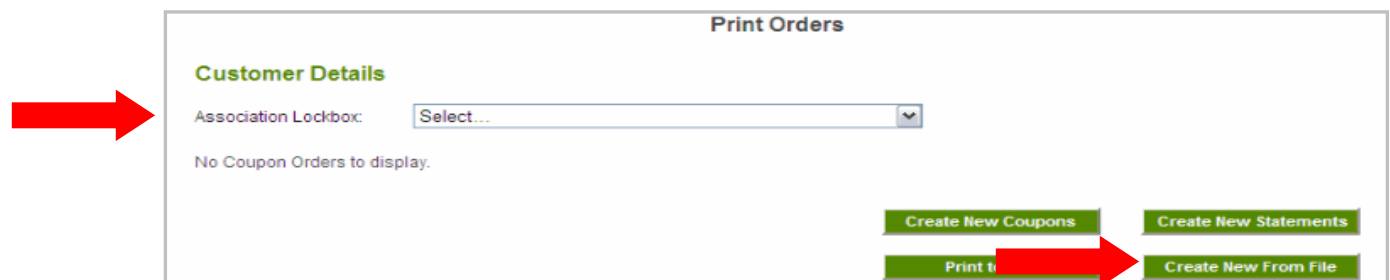 Print Orders
Customer Details
Association Lockbox: Select...
No Coupon Orders to display.
Create New Coupons Create New Statements
Print Create New From File